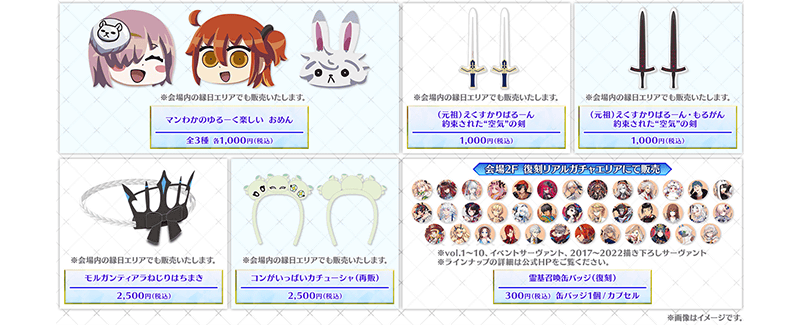 ※会場内の縁日エリアでも販売いたします。
マンわかのゆるーく楽しい おめん
全3種 各1,000円(税込)
※会場内の縁日エリアでも販売いたします。
(元祖)えくすかりばるーん
約束された“空気”の剣
1,000円(税込)
※会場内の縁日エリアでも販売いたします。
(元祖)えくすかりばるーん・もるがん
約束された“空気”の剣
1,000円(税込)
※会場内の縁日エリアでも販売いたします。
モルガンティアラねじりはちまき
2,500円(税込)
※会場内の縁日エリアでも販売いたします。
コンがいっぱいカチューシャ(再販)
2,500円(税込)
会場2F 復刻リアルガチャエリアにて販売
※vol.1~10、イベントサーヴァント、2017~2022描き下ろしサーヴァント
※ラインナップの詳細は公式HPをご覧ください。
霊基召喚缶バッジ(復刻)
300円(税込) 缶バッジ1個/カプセル
※画像はイメージです。